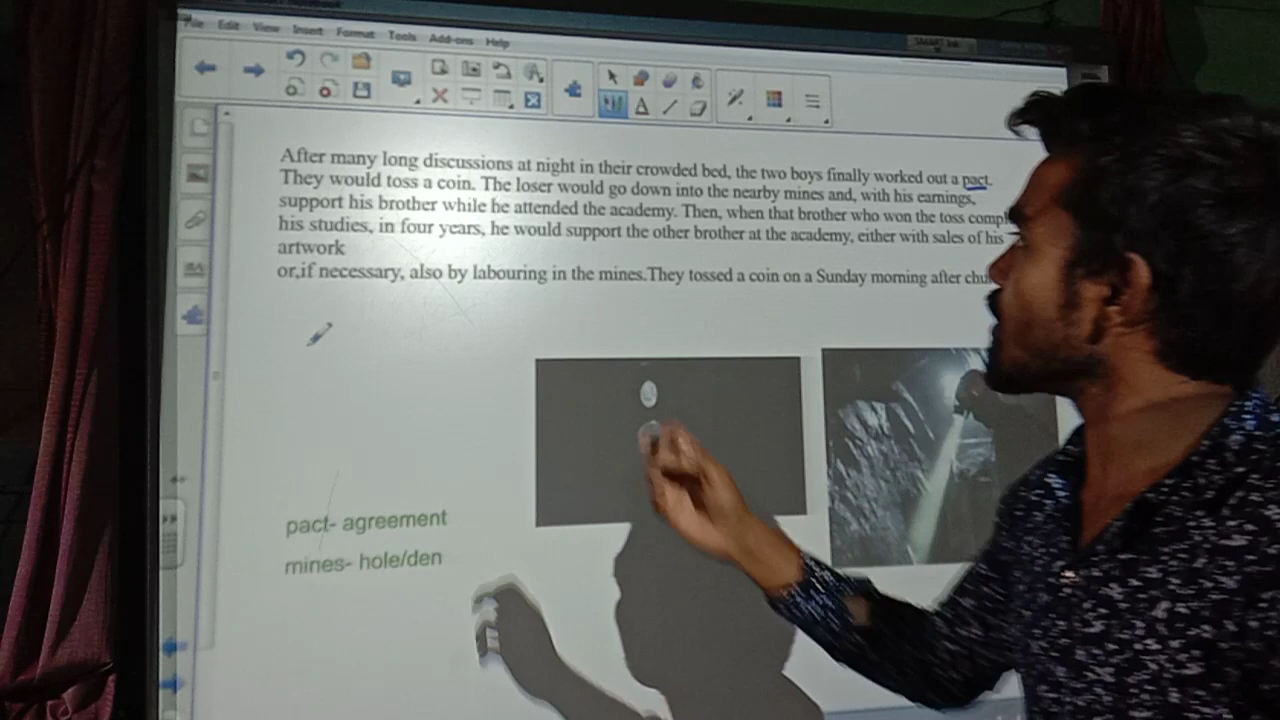 File Edit View Insert Format Tools Add-ons Help
SMART Ink
After many long discussions at night in their crowded bed, the two boys finally worked out a pact.
They would toss a coin. The loser would go down into the nearby mines and, with his earnings,
support his brother while he attended the academy. Then, when that brother who won the toss compl
his studies, in four years, he would support the other brother at the academy, either with sales of his
artwork
or,if necessary, also by labouring in the mines.They tossed a coin on a Sunday morning after chu
pact- agreement
mines- hole/den